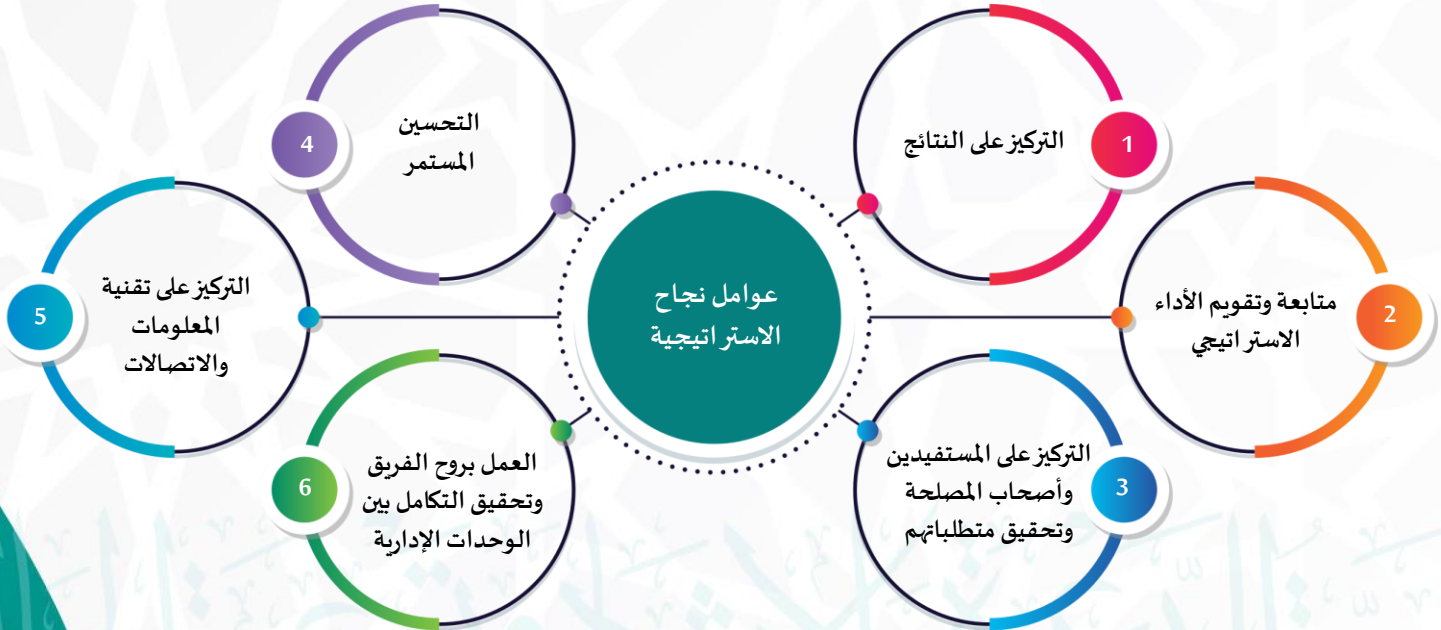 عوامل نجاح
الاستراتيجية
1
التركيز على النتائج
2
متابعة وتقويم الأداء
الاستراتيجي
3
التركيز على المستفيدين
وأصحاب المصلحة
وتحقيق متطلباتهم
4
التحسين
المستمر
5
التركيز على تقنية
المعلومات
والاتصالات
6
العمل بروح الفريق
وتحقيق التكامل بين
الوحدات الإدارية